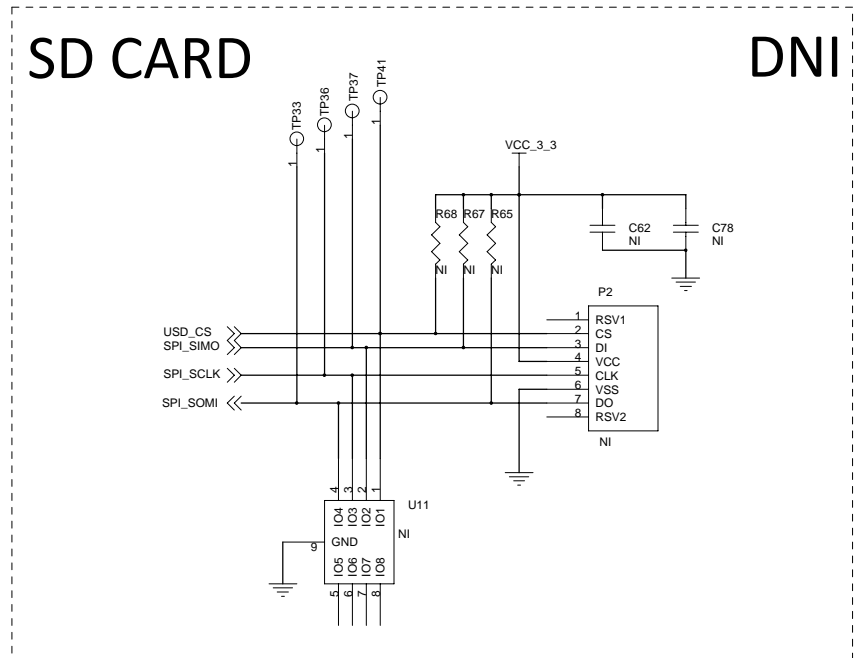 SD CARD
DNI
TP33
TP36
TP37
TP41
1
1
1
1
VCC_3_3
R68
R67
R65
NI
NI
NI
C62
NI
C78
NI
P2
USD_CS
SPI_SIMO
SPI_SCLK
SPI_SOMI
1 RSV1
2 CS
3 DI
4 VCC
5 CLK
6 VSS
7 DO
8 RSV2
NI
4 3 2 1
U11
IO4 IO3 IO2 IO1
NI
9 GND
IO5 IO6 IO7 IO8
5 6 7 8